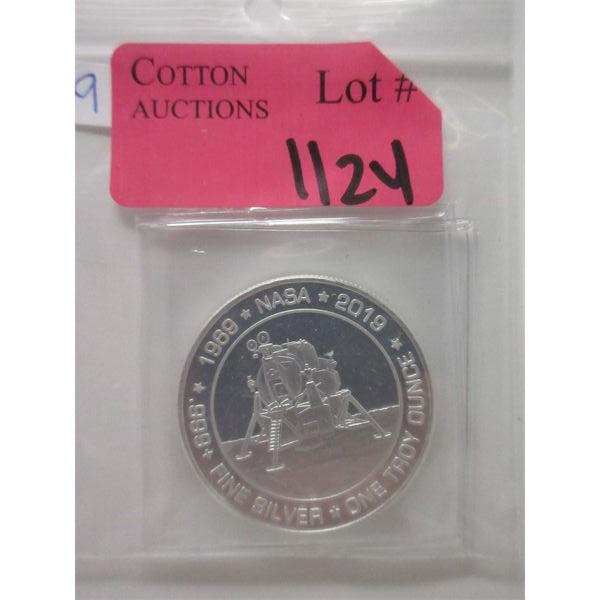 9
COTTON
AUCTIONS
Lot #
1124
1969 ★ NASA ★ 2019 ★
.999+ FINE SILVER ★ ONE TROY OUNCE ★